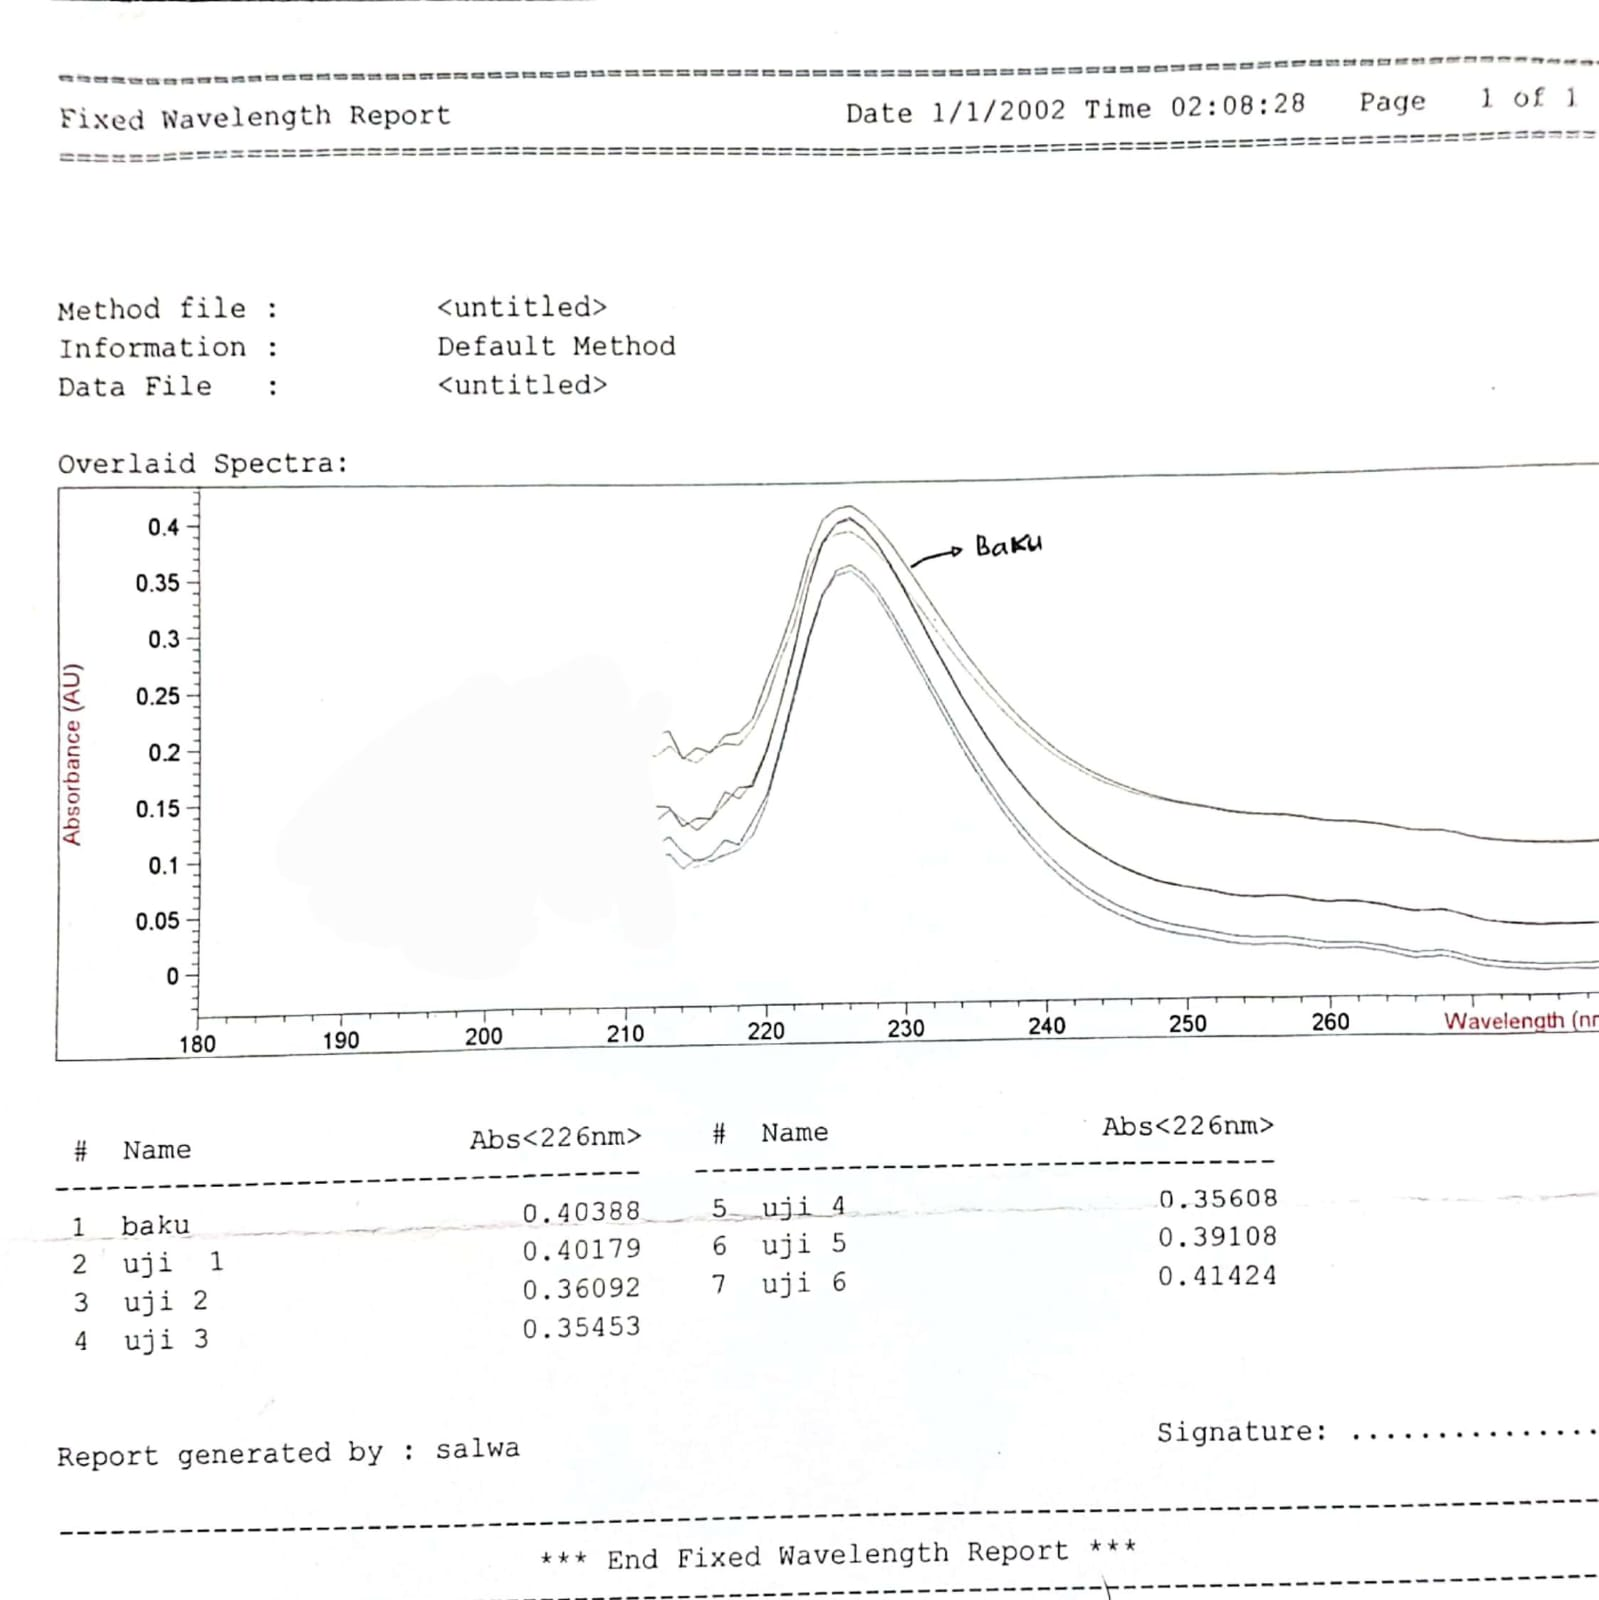 Fixed Wavelength Report Date 1/1/2002 Time 02:08:28 Page 1 of 1
Method file : <untitled>
Information : Default Method
Data File : <untitled>
Overlaid Spectra:
0.4
Baku
0.35
0.3
0.25
0.2
0.15
0.1
0.05
0
Absorbance (AU)
180 190 200 210 220 230 240 250 260 Wavelength (nm
# Name Abs<226nm> # Name Abs<226nm>
1 baku 0.40388 5 uji 4 0.35608
2 uji 1 0.40179 6 uji 5 0.39108
3 uji 2 0.36092 7 uji 6 0.41424
4 uji 3 0.35453
Report generated by : salwa Signature: ...............
*** End Fixed Wavelength Report ***